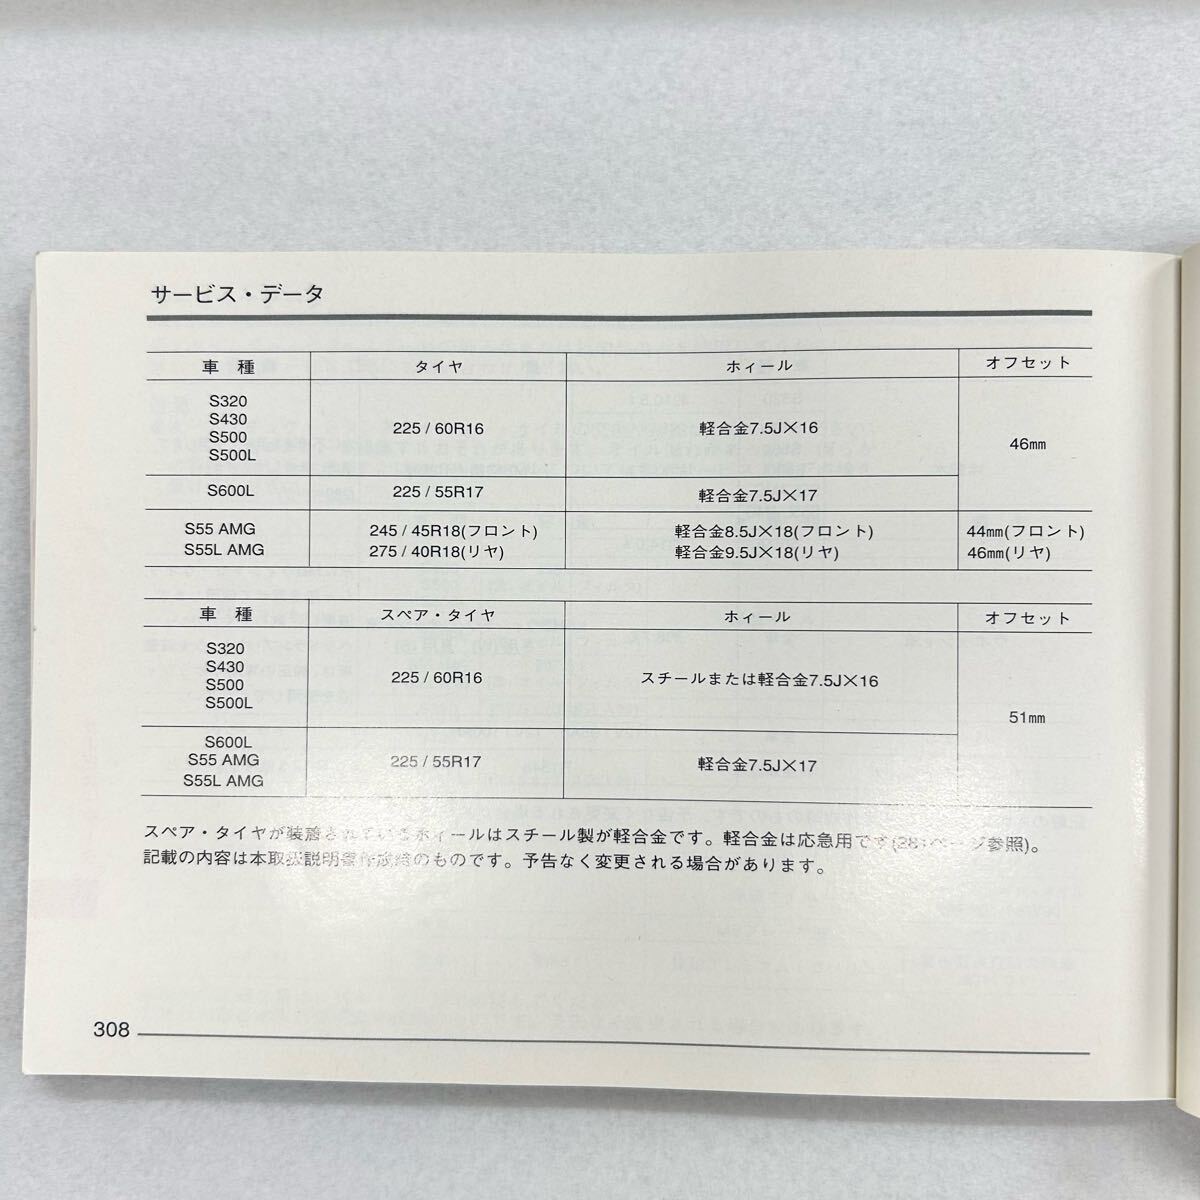 サービス・データ
車 種 タイヤ ホィール オフセット
S320
S430
S500
S500L
225 / 60R16 軽合金7.5J×16
46mm
S600L 225 / 55R17 軽合金7.5J×17
S55 AMG 245 / 45R18(フロント) 軽合金8.5J×18(フロント) 44mm(フロント)
S55L AMG 275 / 40R18(リヤ) 軽合金9.5J×18(リヤ) 46mm(リヤ)
車 種 スペア・タイヤ ホィール オフセット
S320
S430
S500
S500L
225 / 60R16 スチールまたは軽合金7.5J×16
51mm
S600L
S55 AMG
S55L AMG
225 / 55R17 軽合金7.5J×17
スペア・タイヤが装着されているホィールはスチール製か軽合金です。軽合金は応急用です(281ページ参照)。
記載の内容は本取扱説明書作成時のものです。予告なく変更される場合があります。
308